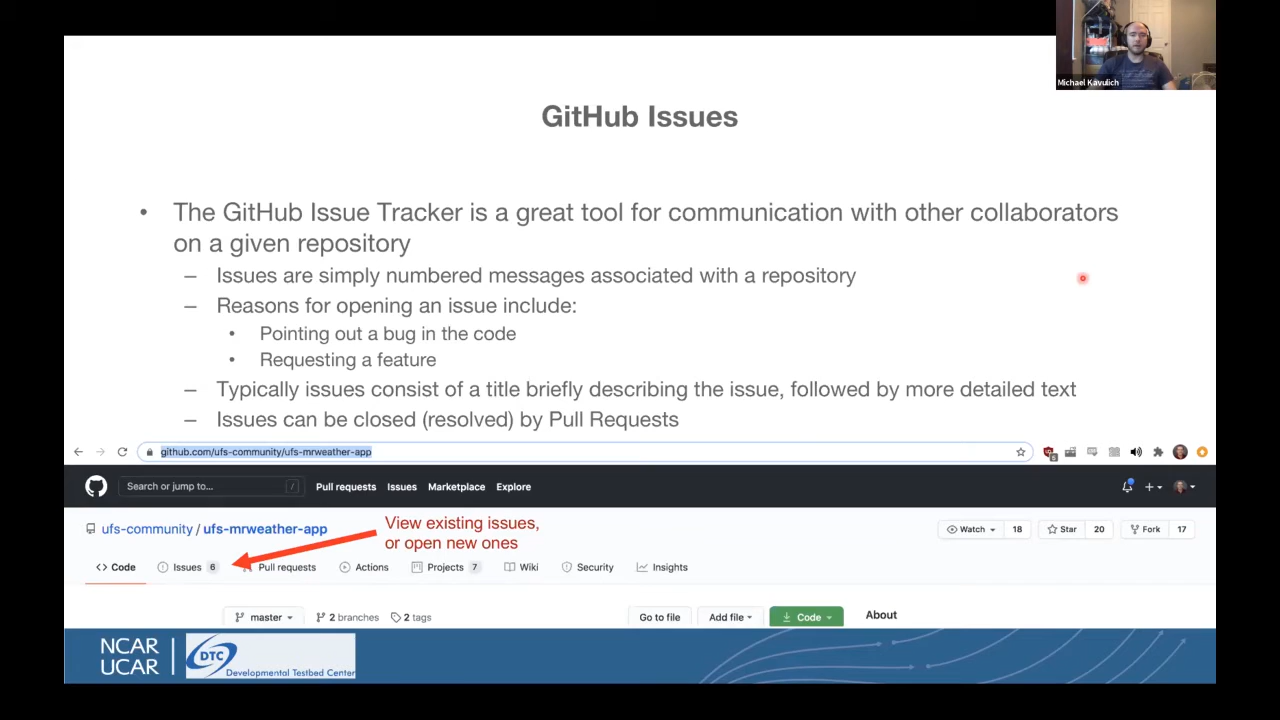 Michael Kavulich
GitHub Issues
• The GitHub Issue Tracker is a great tool for communication with other collaborators
on a given repository
– Issues are simply numbered messages associated with a repository
– Reasons for opening an issue include:
• Pointing out a bug in the code
• Requesting a feature
– Typically issues consist of a title briefly describing the issue, followed by more detailed text
– Issues can be closed (resolved) by Pull Requests
github.com/ufs-community/ufs-mrweather-app
Search or jump to... / Pull requests Issues Marketplace Explore
ufs-community / ufs-mrweather-app
View existing issues,
or open new ones
Watch 18 Star 20 Fork 17
<> Code Issues 6 Pull requests Actions Projects 7 Wiki Security Insights
master 2 branches 2 tags Go to file Add file Code About
NCAR
UCAR
DTC
Developmental Testbed Center